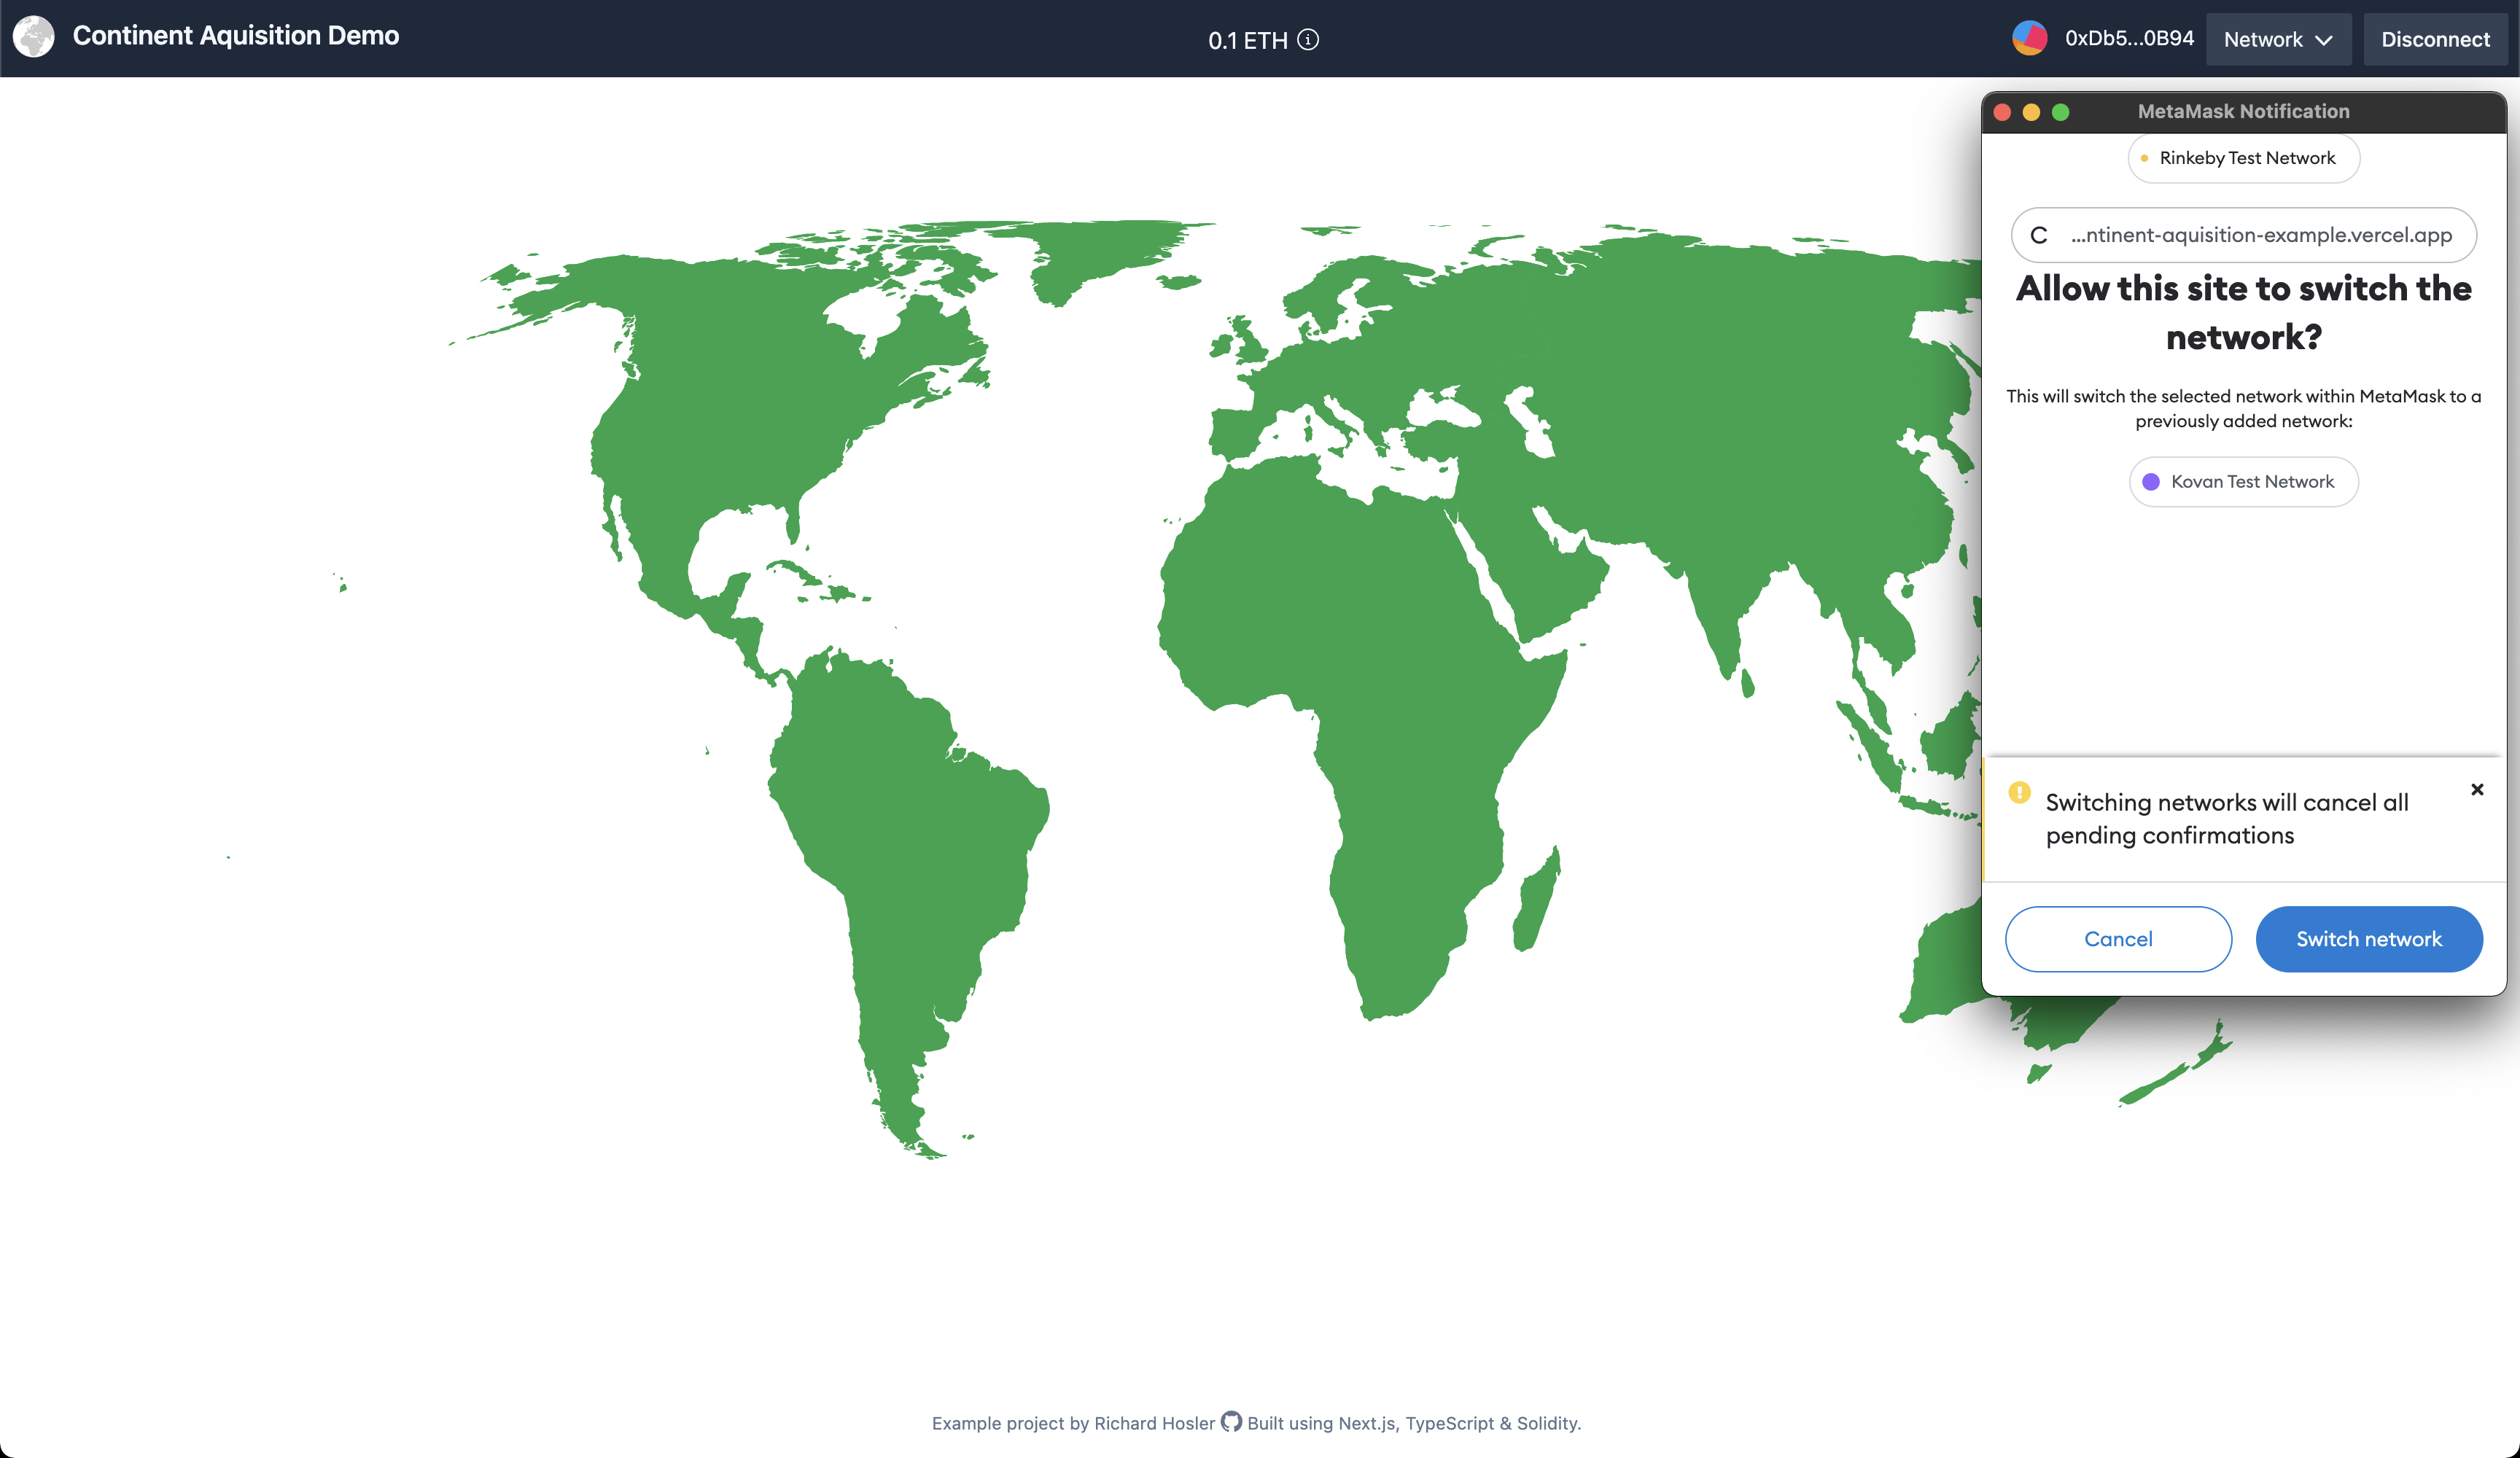 Continent Aquisition Demo
0.1 ETH
0xDb5...0B94
Network
Disconnect
MetaMask Notification
Rinkeby Test Network
C
...ntinent-aquisition-example.vercel.app
Allow this site to switch the
network?
This will switch the selected network within MetaMask to a
previously added network:
Kovan Test Network
Switching networks will cancel all
pending confirmations
Cancel
Switch network
Example project by Richard Hosler Built using Next.js, TypeScript & Solidity.